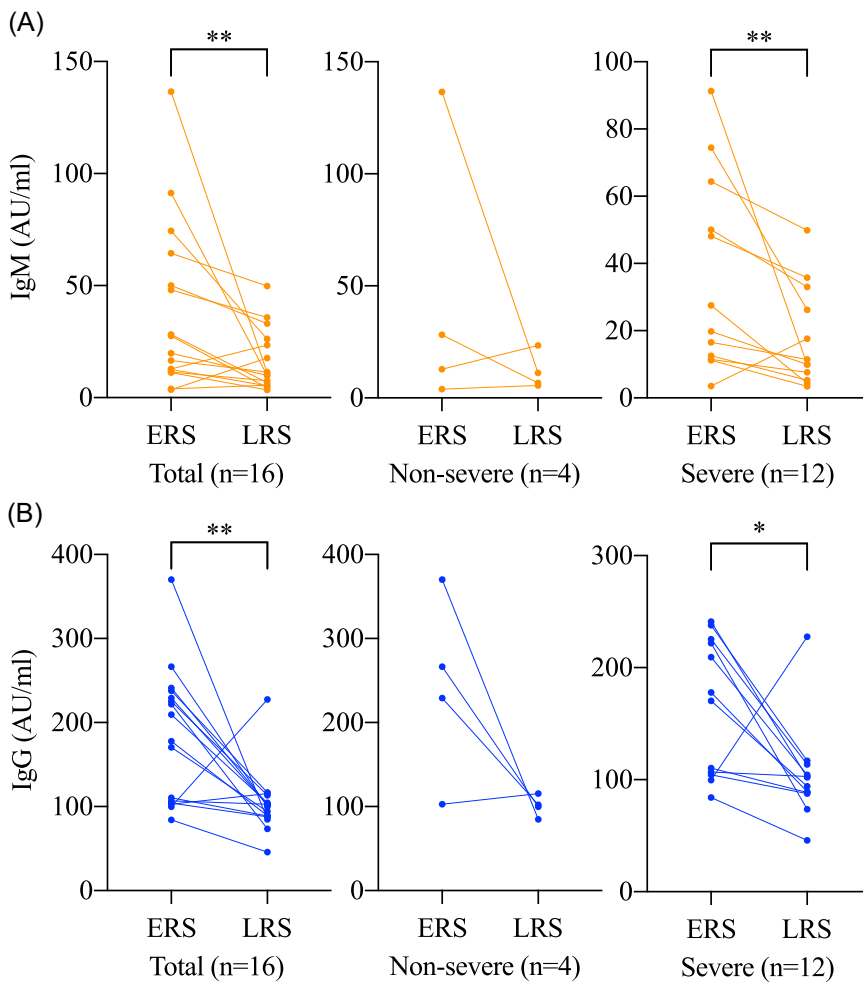 (A)
** **
150 150 100
100 100 80
60
50 50 40
20
0 0 0
IgM (AU/ml)
ERS LRS ERS LRS ERS LRS
Total (n=16) Non-severe (n=4) Severe (n=12)
(B)
** *
400 400 300
300 300
200
200 200
100
100 100
0 0 0
IgG (AU/ml)
ERS LRS ERS LRS ERS LRS
Total (n=16) Non-severe (n=4) Severe (n=12)